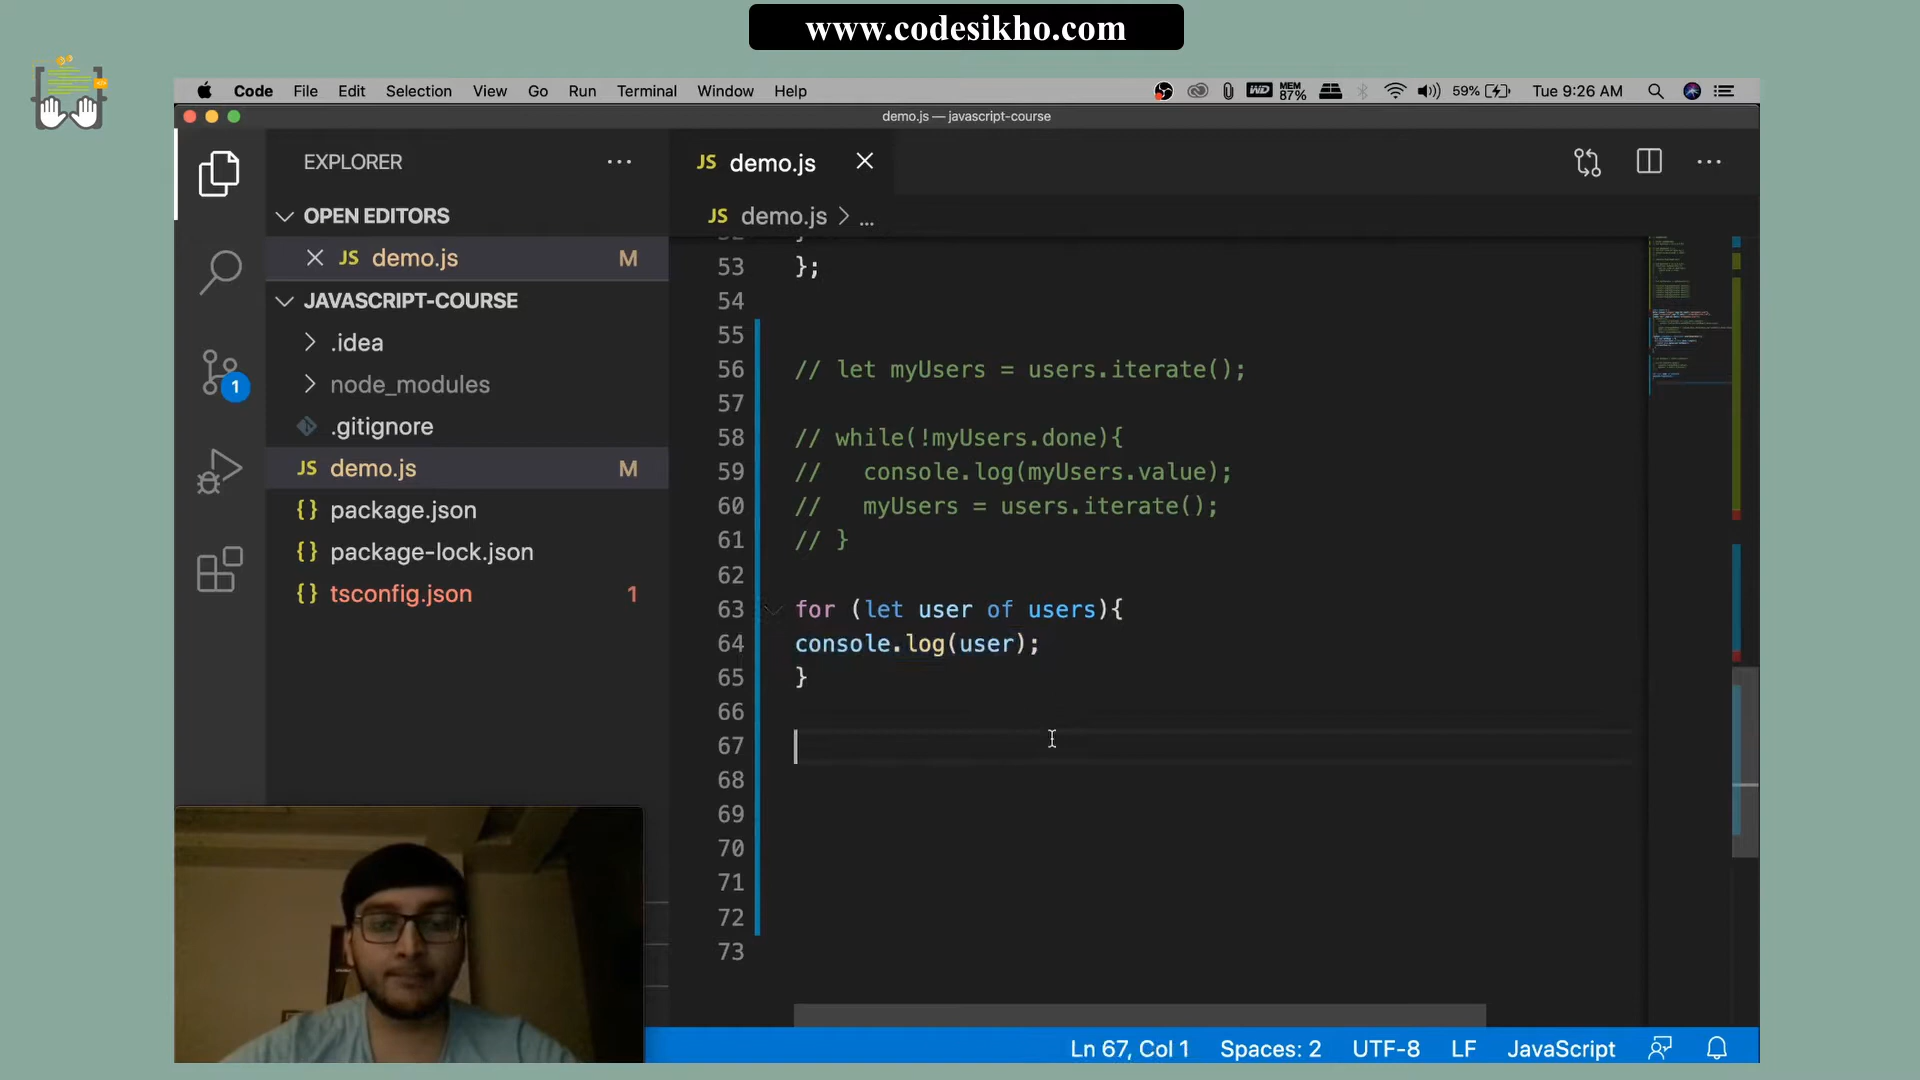 www.codesikho.com
Code File Edit Selection View Go Run Terminal Window Help WD MEM 87% 59% Tue 9:26 AM
demo.js — javascript-course
EXPLORER
JS demo.js
OPEN EDITORS
JS demo.js > ...
JS demo.js M
JAVASCRIPT-COURSE
.idea
node_modules
.gitignore
JS demo.js M
{} package.json
{} package-lock.json
{} tsconfig.json 1
1
53 };
54
55
56 // let myUsers = users.iterate();
57
58 // while(!myUsers.done){
59 //   console.log(myUsers.value);
60 //   myUsers = users.iterate();
61 // }
62
63 for (let user of users){
64 console.log(user);
65 }
66
67
68
69
70
71
72
73
Ln 67, Col 1 Spaces: 2 UTF-8 LF JavaScript